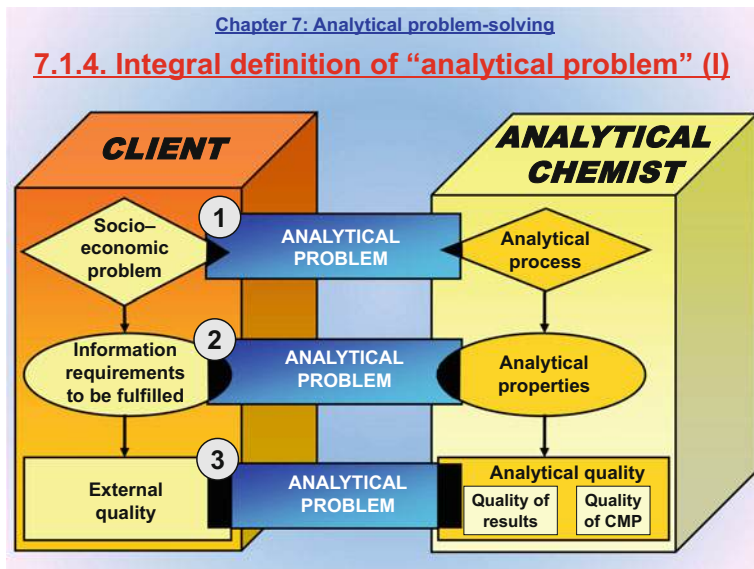 Chapter 7: Analytical problem-solving
7.1.4. Integral definition of “analytical problem” (I)
CLIENT
ANALYTICAL
CHEMIST
Socio–
economic
problem
1
ANALYTICAL
PROBLEM
Analytical
process
Information
requirements
to be fulfilled
2
ANALYTICAL
PROBLEM
Analytical
properties
External
quality
3
ANALYTICAL
PROBLEM
Analytical quality
Quality of
results
Quality
of CMP